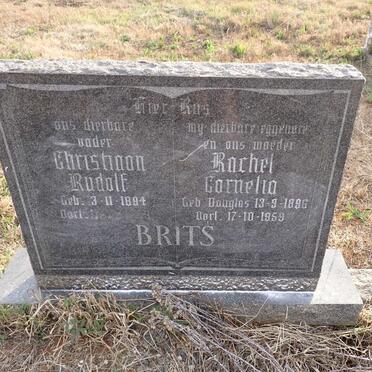 Hier Rus
ons dierbare
vader
Christiaan
Rudolf
Geb. 3-11-1894
Oorl.
my dierbare eggenote
en ons moeder
Rachel
Cornelia
Geb Douglas 13-9-1896
Oorl. 17-10-1959
BRITS